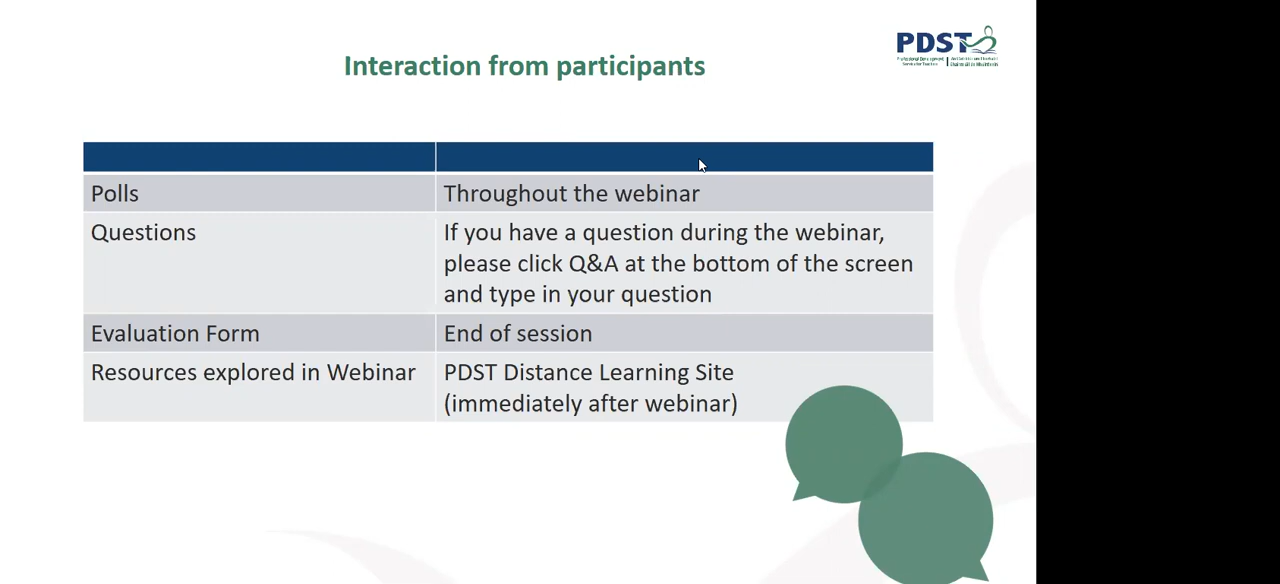 PDST
Interaction from participants
Polls
Throughout the webinar
Questions
If you have a question during the webinar,
please click Q&A at the bottom of the screen
and type in your question
Evaluation Form
End of session
Resources explored in Webinar
PDST Distance Learning Site
(immediately after webinar)